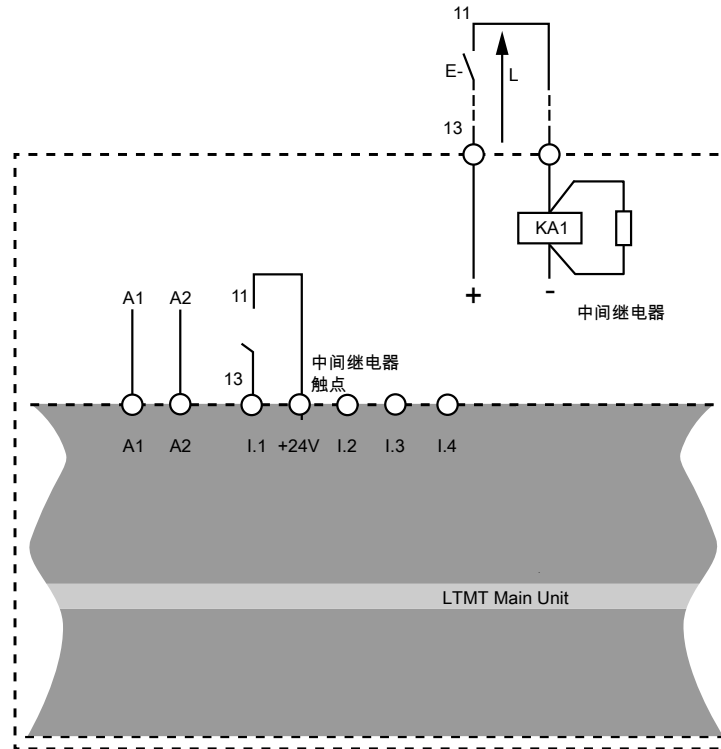 11
E-
L
13
KA1
+
-
中间继电器
A1 A2
11
13
中间继电器
触点
A1 A2 I.1 +24V I.2 I.3 I.4
LTMT Main Unit